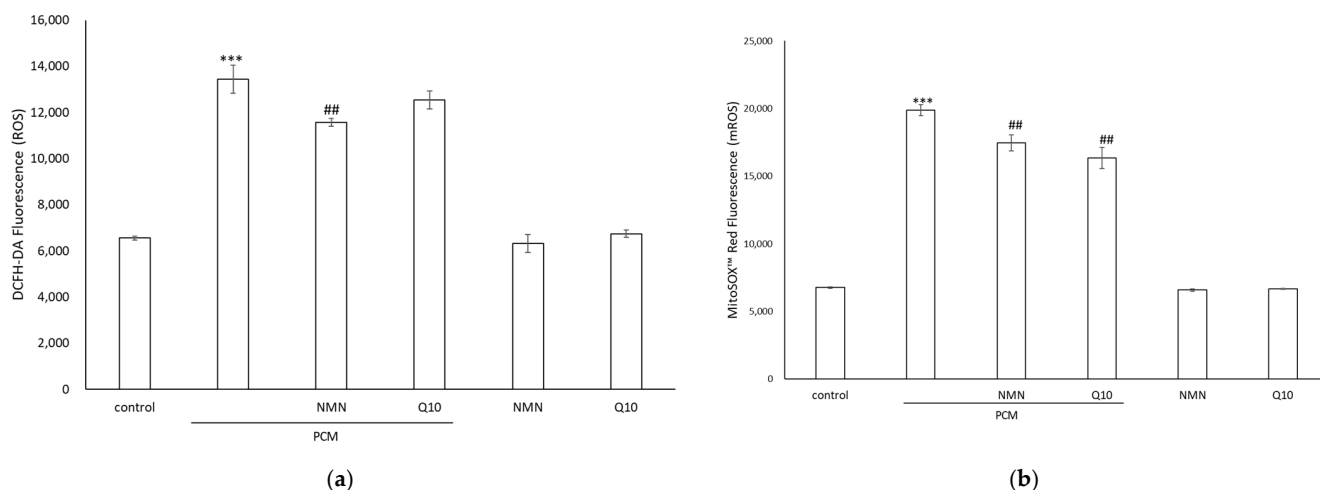 DCFH-DA Fluorescence (ROS)
16,000
14,000
12,000
10,000
8,000
6,000
4,000
2,000
0
***
##
control NMN Q10 NMN Q10
PCM
(a)
MitoSOX™ Red Fluorescence (mROS)
25,000
20,000
15,000
10,000
5,000
0
***
##
##
control NMN Q10 NMN Q10
PCM
(b)